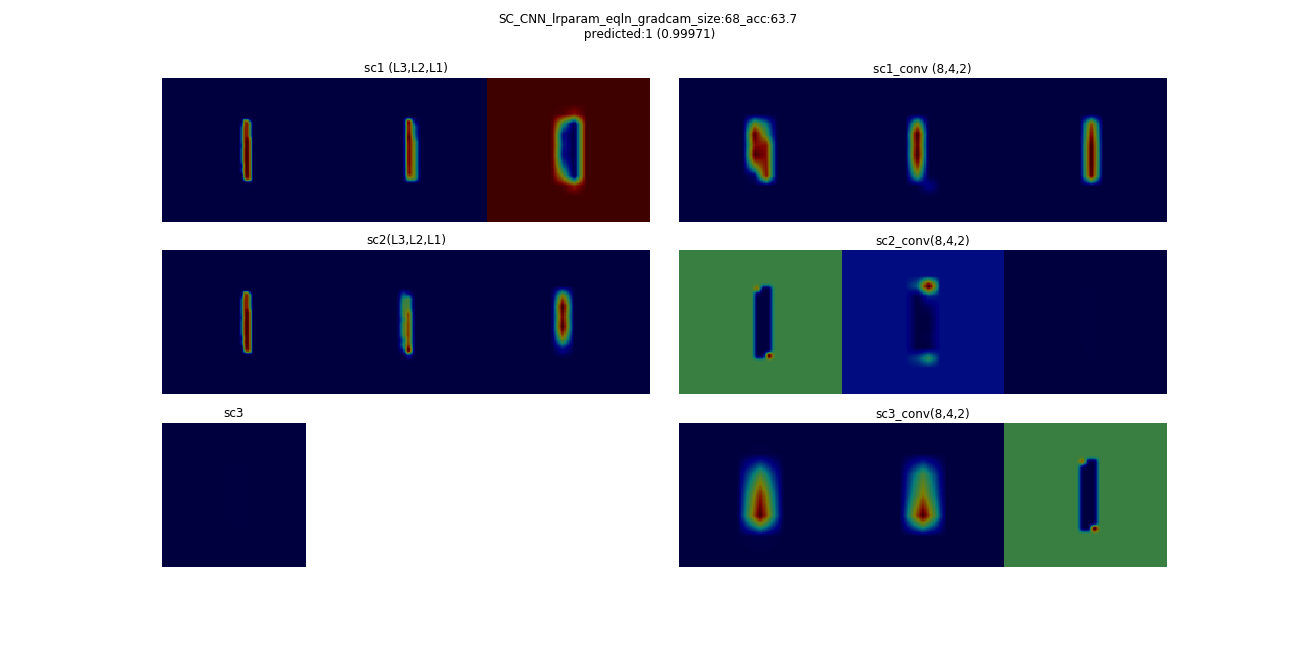 SC_CNN_lrparam_eqln_gradcam_size:68_acc:63.7
predicted:1 (0.99971)
sc1 (L3,L2,L1)
sc1_conv (8,4,2)
sc2(L3,L2,L1)
sc2_conv(8,4,2)
sc3
sc3_conv(8,4,2)